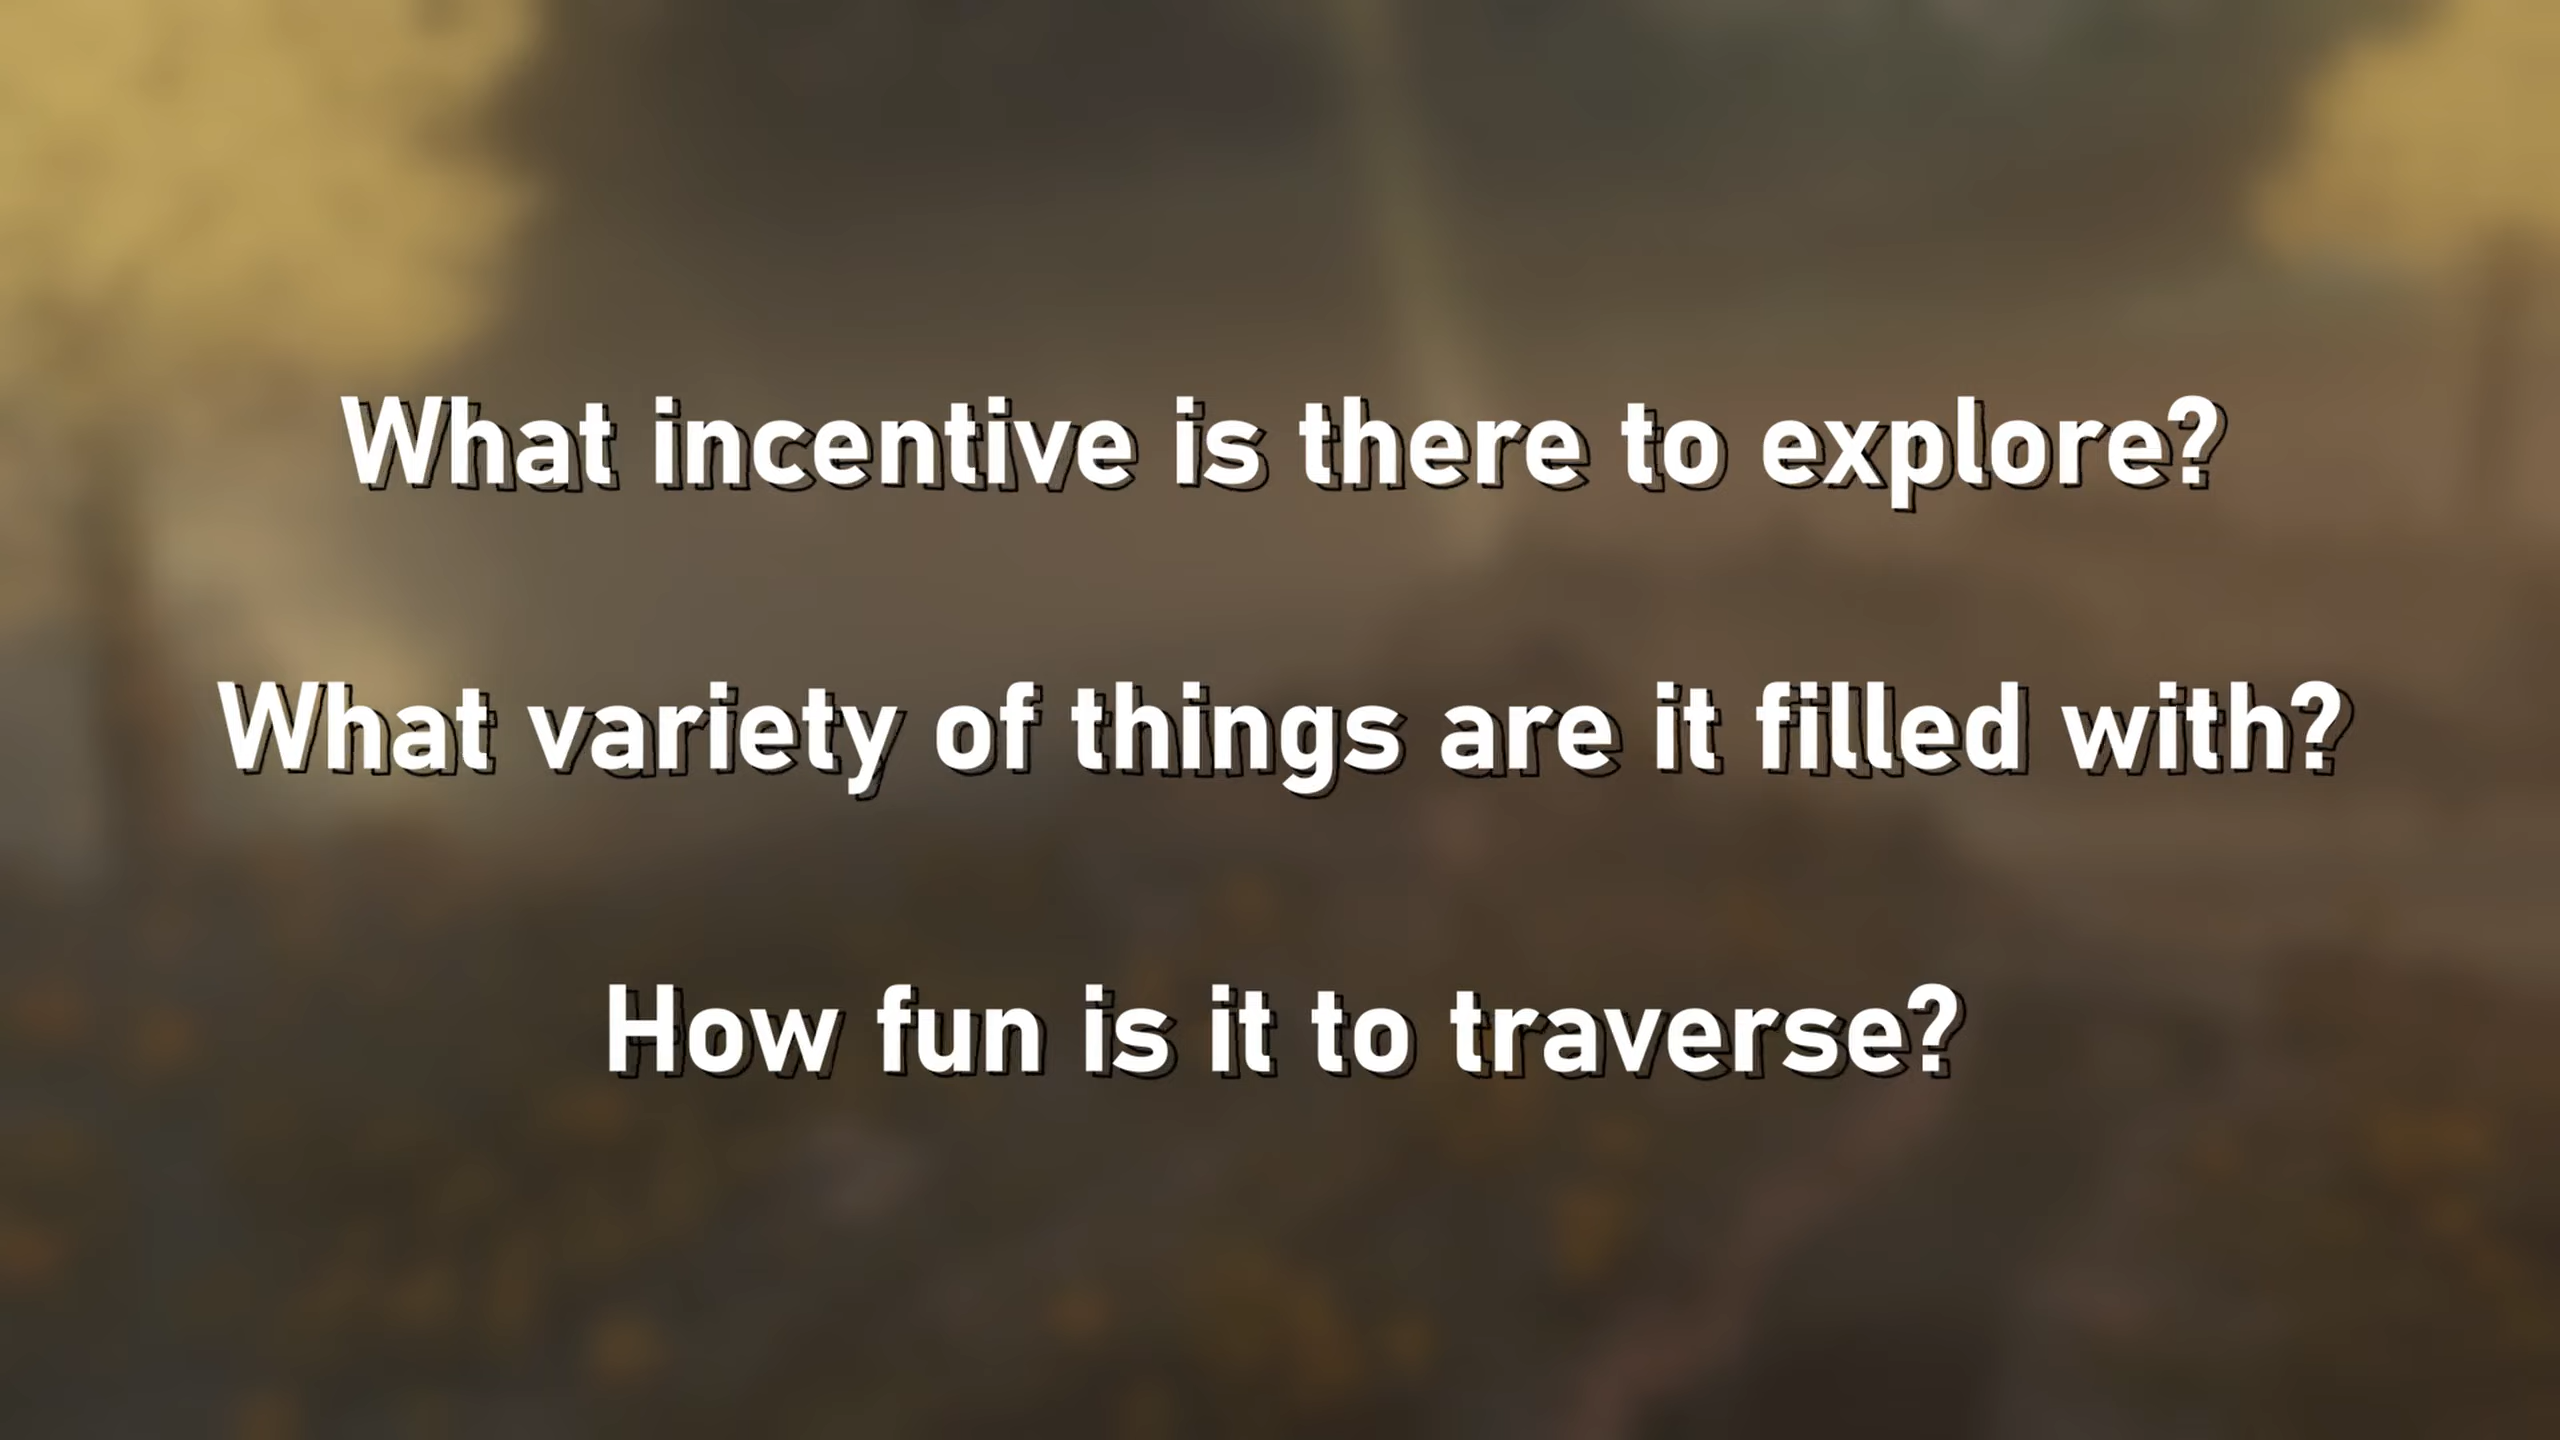 What incentive is there to explore?
What variety of things are it filled with?
How fun is it to traverse?